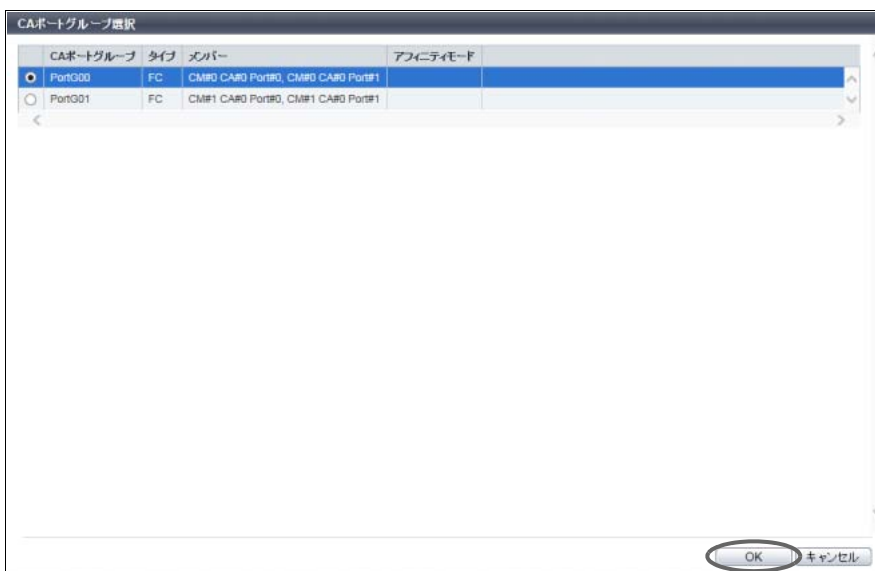 CAポートグループ選択
CAポートグループ タイプ メンバー アフィニティモード
PortG00 FC CM#0 CA#0 Port#0, CM#0 CA#0 Port#1
PortG01 FC CM#1 CA#0 Port#0, CM#1 CA#0 Port#1
OK キャンセル